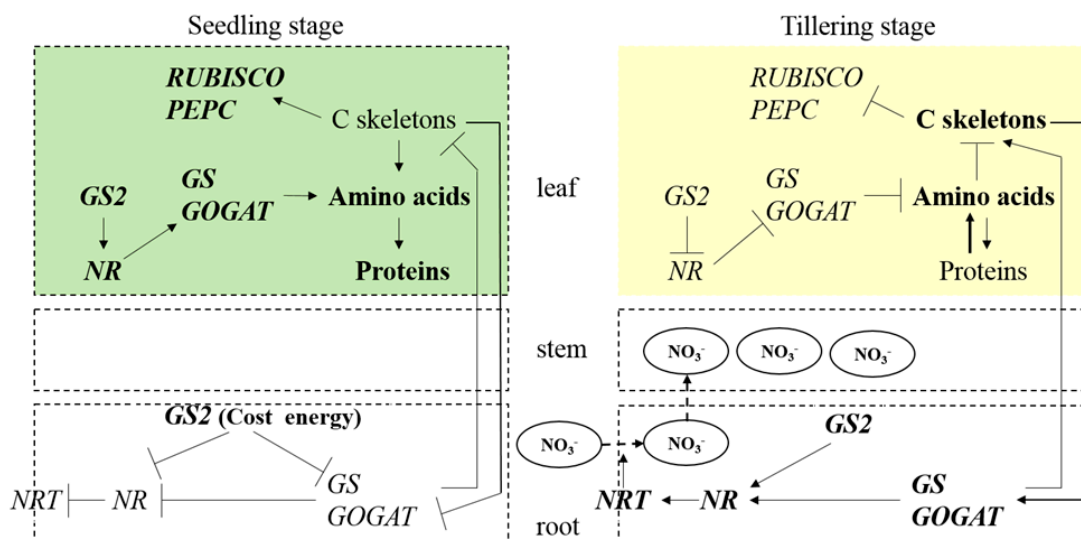 Seedling stage
Tillering stage
RUBISCO
PEPC
C skeletons
GS2
GS
GOGAT
Amino acids
NR
Proteins
leaf
RUBISCO
PEPC
C skeletons
GS2
GS
GOGAT
Amino acids
NR
Proteins
stem
NO₃⁻
NO₃⁻
NO₃⁻
GS2 (Cost energy)
NRT
NR
GS
GOGAT
root
NO₃⁻
NO₃⁻
GS2
NRT
NR
GS
GOGAT